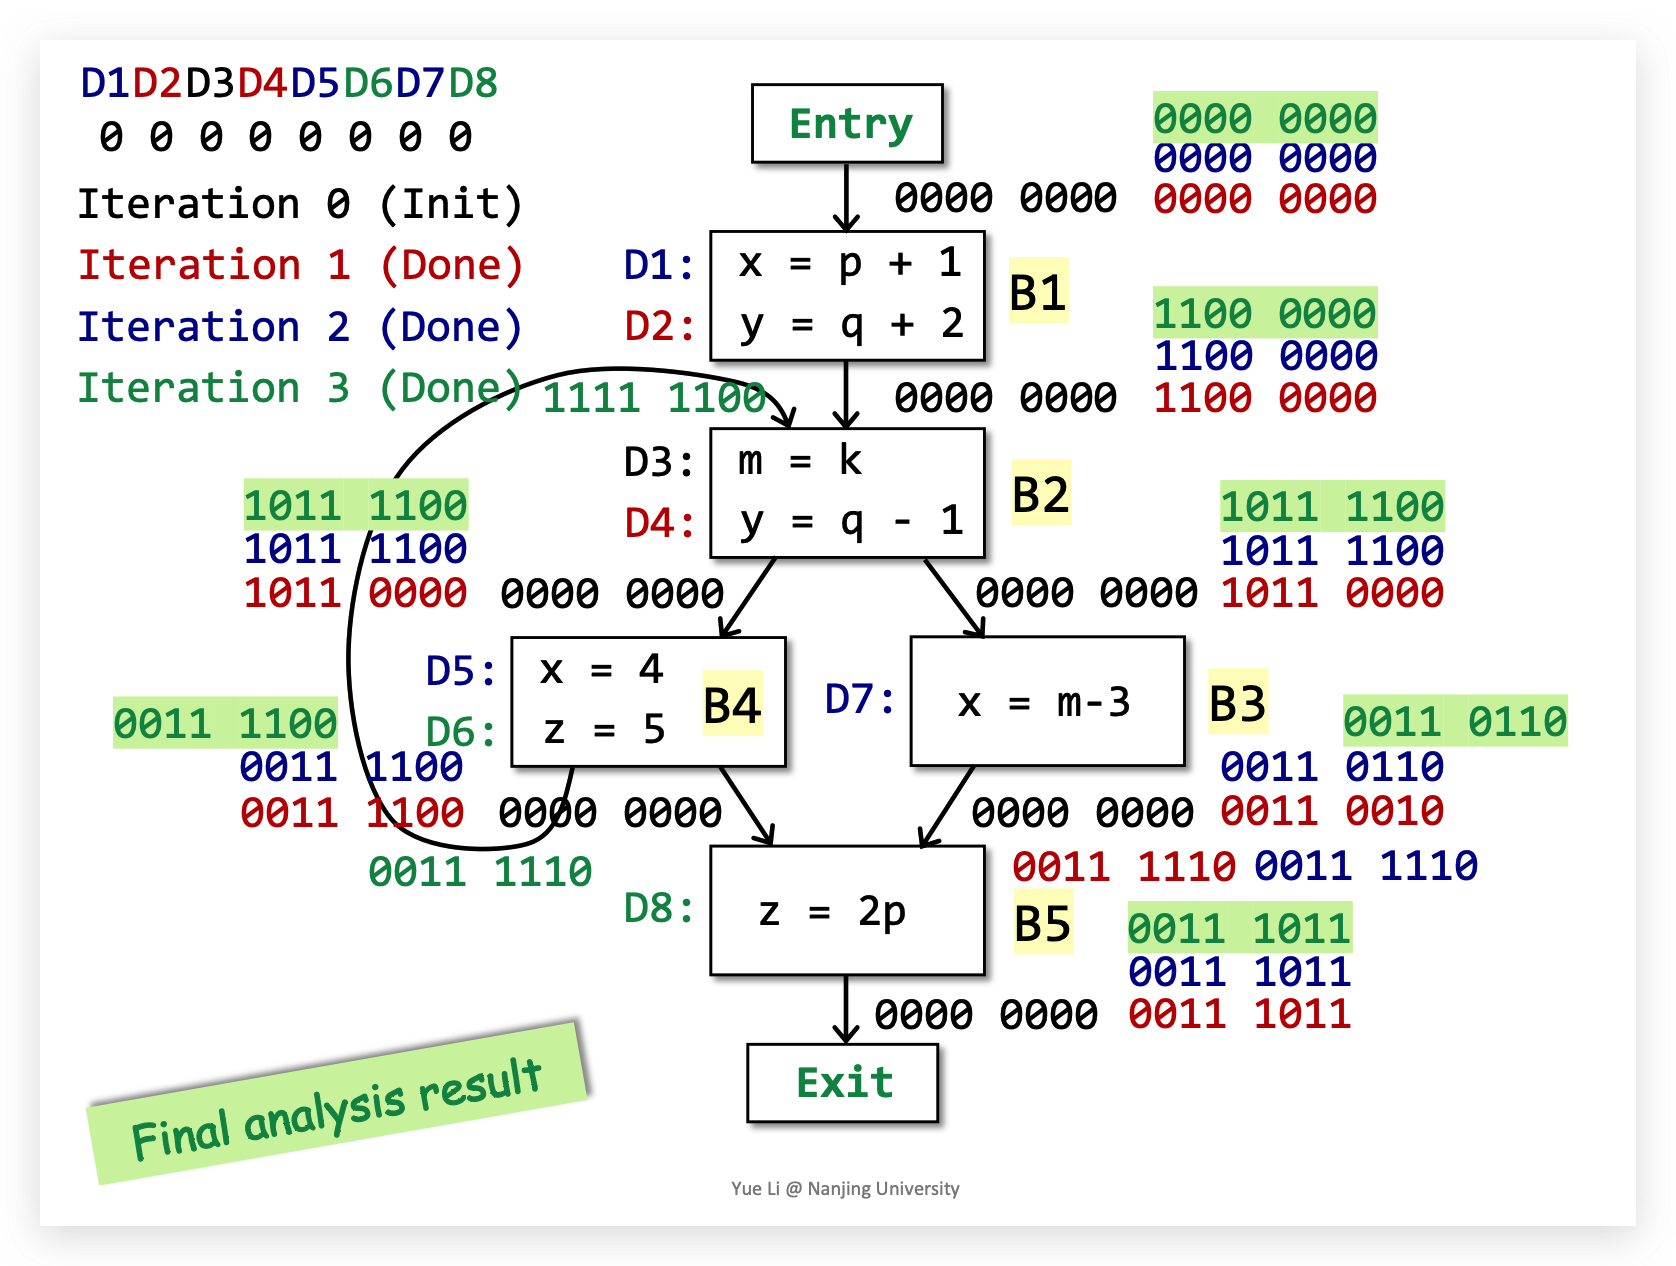 D1D2D3D4D5D6D7D8
0 0 0 0 0 0 0 0
Iteration 0 (Init)
Iteration 1 (Done)
Iteration 2 (Done)
Iteration 3 (Done)
Entry
0000 0000
0000 0000
0000 0000
0000 0000
D1: x = p + 1
D2: y = q + 2
B1
1100 0000
1100 0000
0000 0000
1100 0000
1111 1100
D3: m = k
D4: y = q - 1
B2
1011 1100
1011 1100
1011 0000
0000 0000
0000 0000
1011 1100
1011 1100
1011 0000
D5: x = 4
D6: z = 5
B4
D7: x = m-3
B3
0011 1100
0011 1100
0011 1100
0000 0000
0011 0110
0011 0110
0000 0000
0011 0010
0011 1110
0011 1110
0011 1110
D8: z = 2p
B5
0011 1011
0011 1011
0000 0000
0011 1011
Exit
Final analysis result
Yue Li @ Nanjing University